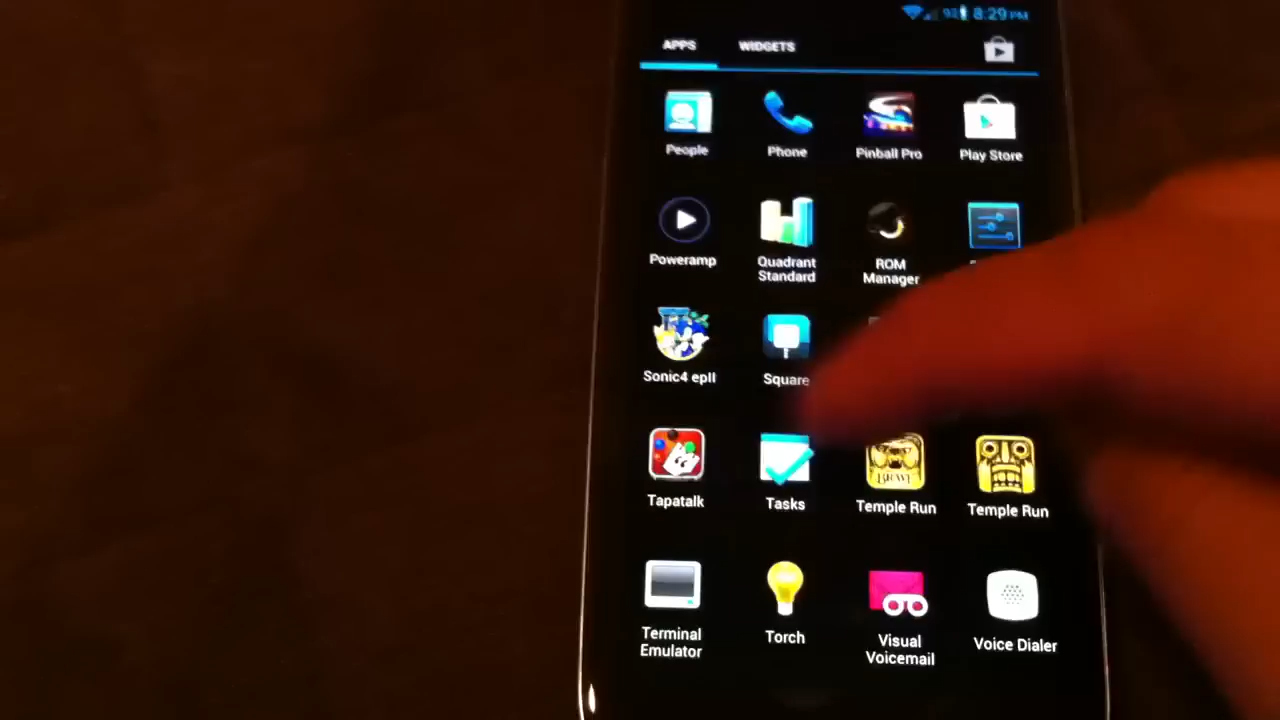 8:29 PM
APPS WIDGETS
People Phone Pinball Pro Play Store
Poweramp Quadrant Standard ROM Manager
Sonic4 epII Square
Tapatalk Tasks BRAVE Temple Run Temple Run
Terminal Emulator Torch Visual Voicemail Voice Dialer